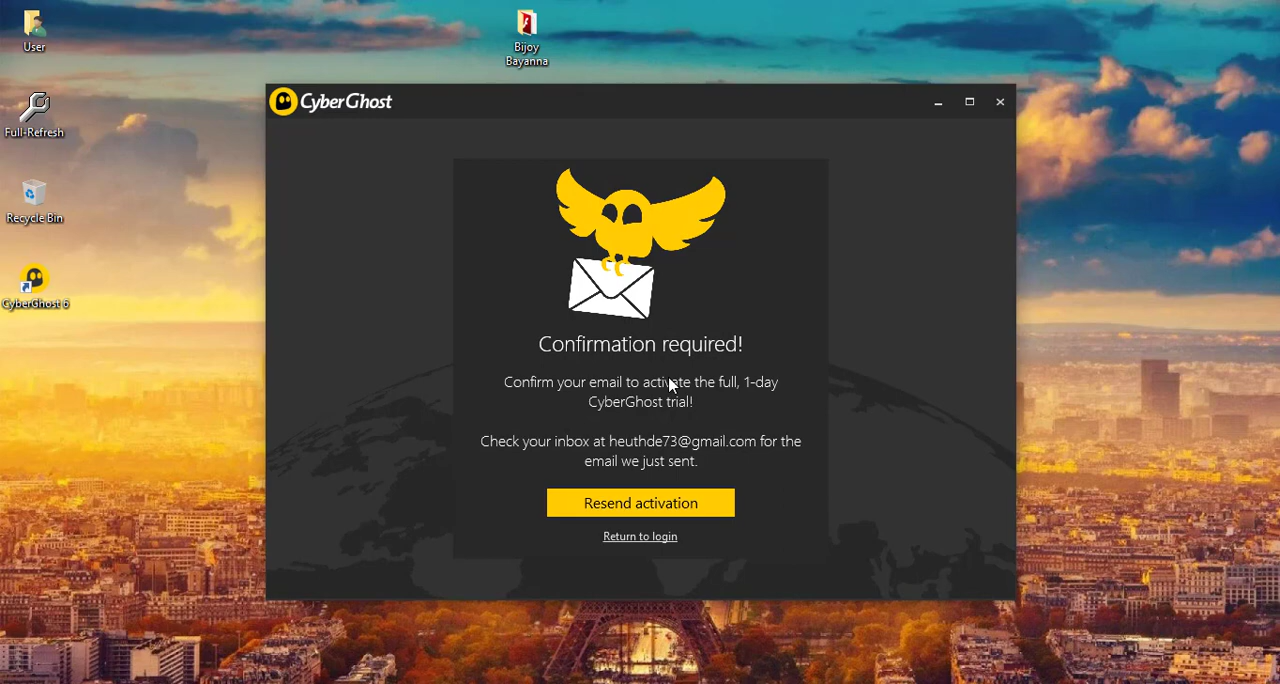 User
Bijoy
Bayanna
CyberGhost
Full-Refresh
Recycle Bin
CyberGhost 6
Confirmation required!
Confirm your email to activate the full, 1-day
CyberGhost trial!
Check your inbox at heuthde73@gmail.com for the
email we just sent.
Resend activation
Return to login